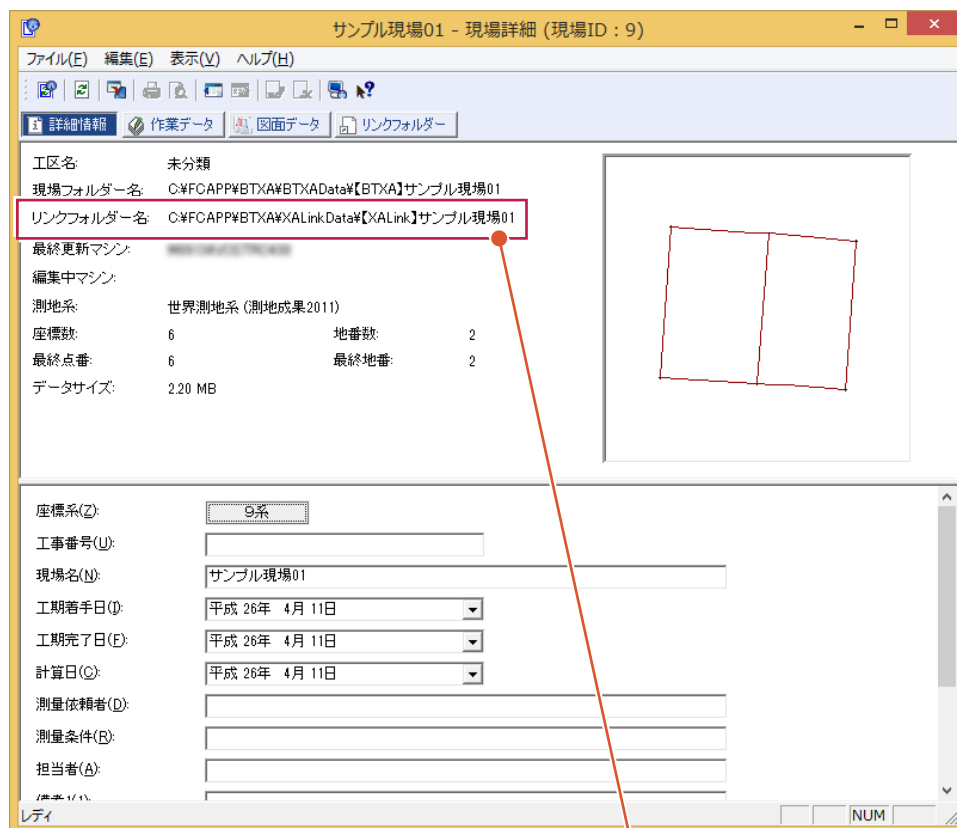 サンプル現場01 - 現場詳細 (現場ID : 9)
ファイル(F) 編集(E) 表示(V) ヘルプ(H)
詳細情報 作業データ 図面データ リンクフォルダー
工区名: 未分類
現場フォルダー名: C:¥FCAPP¥BTXA¥BTXAData¥【BTXA】サンプル現場01
リンクフォルダー名: C:¥FCAPP¥BTXA¥XALinkData¥【XALink】サンプル現場01
最終更新マシン:
編集中マシン:
測地系: 世界測地系 (測地成果2011)
座標数: 6 地番数: 2
最終点番: 6 最終地番: 2
データサイズ: 2.20 MB
座標系(Z): 9系
工事番号(U):
現場名(N): サンプル現場01
工期着手日(I): 平成 26年 4月 11日
工期完了日(F): 平成 26年 4月 11日
計算日(C): 平成 26年 4月 11日
測量依頼者(D):
測量条件(R):
担当者(A):
レディ NUM